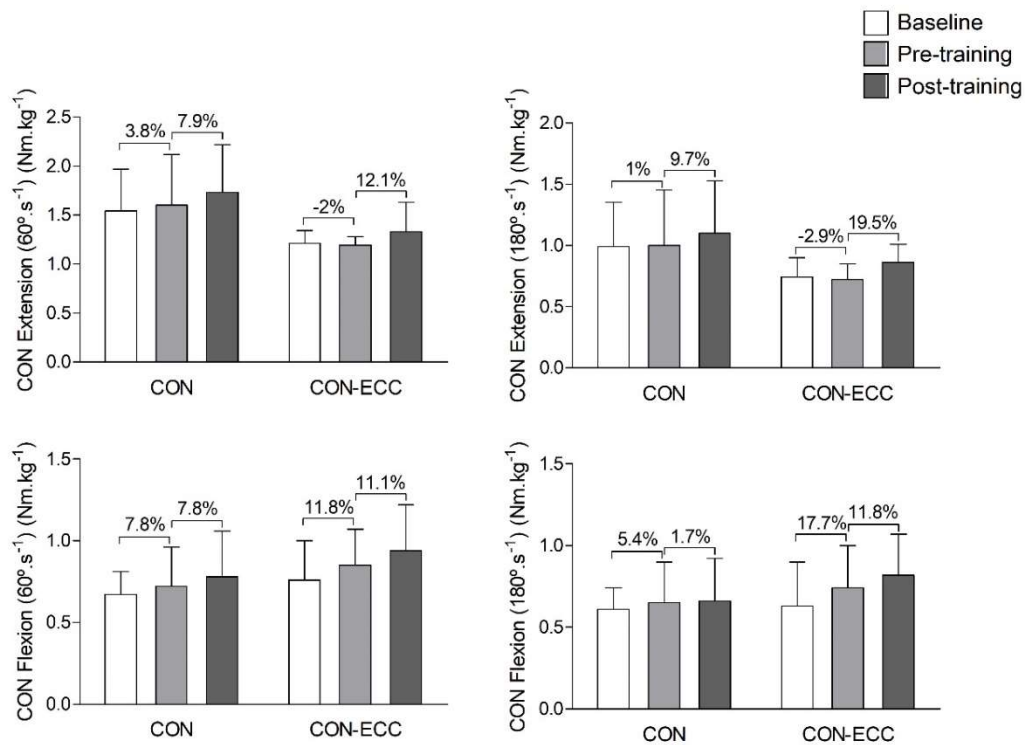 Baseline
Pre-training
Post-training
CON Extension (60º.s⁻¹) (Nm.kg⁻¹)
2.5
2.0
1.5
1.0
0.5
0.0
3.8%
7.9%
-2%
12.1%
CON
CON-ECC
CON Extension (180º.s⁻¹) (Nm.kg⁻¹)
2.0
1.5
1.0
0.5
0.0
1%
9.7%
-2.9%
19.5%
CON
CON-ECC
CON Flexion (60º.s⁻¹) (Nm.kg⁻¹)
1.5
1.0
0.5
0.0
7.8%
7.8%
11.8%
11.1%
CON
CON-ECC
CON Flexion (180º.s⁻¹) (Nm.kg⁻¹)
1.5
1.0
0.5
0.0
5.4%
1.7%
17.7%
11.8%
CON
CON-ECC